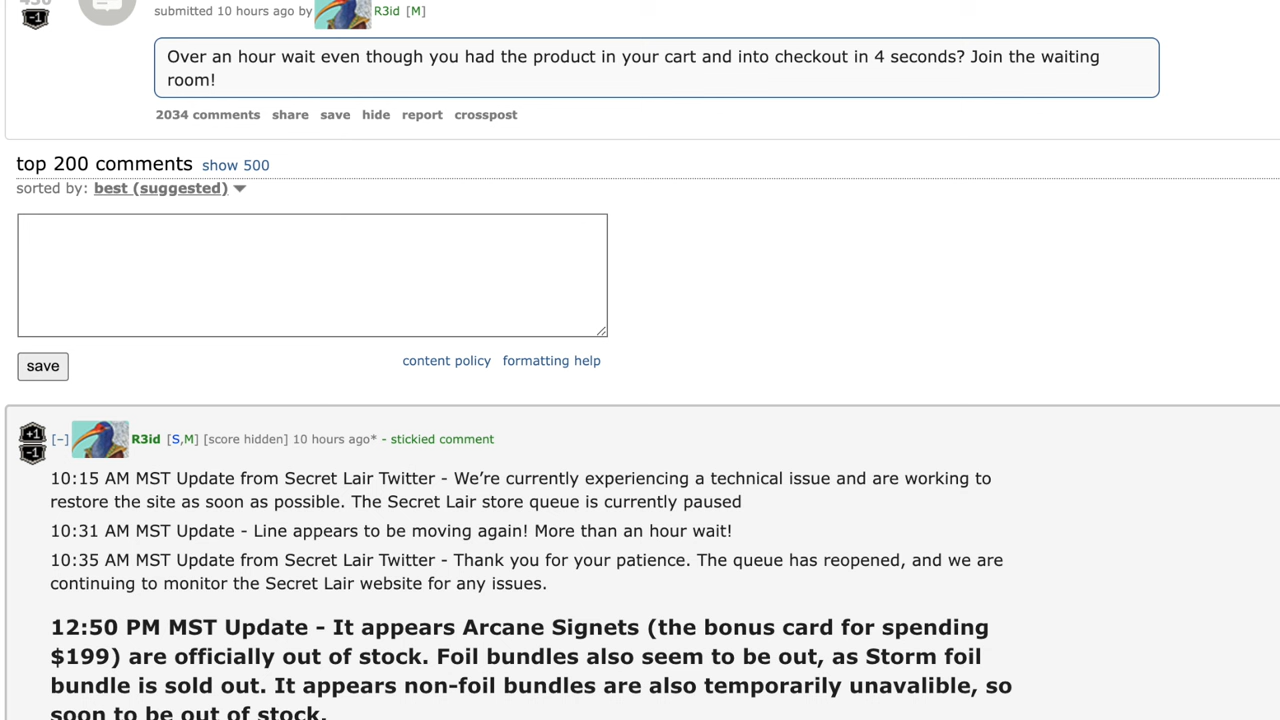 submitted 10 hours ago by R3id [M]
-1
Over an hour wait even though you had the product in your cart and into checkout in 4 seconds? Join the waiting
room!
2034 comments share save hide report crosspost
top 200 comments show 500
sorted by: best (suggested)
save
content policy formatting help
+1
[–] R3id [S,M] [score hidden] 10 hours ago* - stickied comment
-1
10:15 AM MST Update from Secret Lair Twitter - We’re currently experiencing a technical issue and are working to
restore the site as soon as possible. The Secret Lair store queue is currently paused
10:31 AM MST Update - Line appears to be moving again! More than an hour wait!
10:35 AM MST Update from Secret Lair Twitter - Thank you for your patience. The queue has reopened, and we are
continuing to monitor the Secret Lair website for any issues.
12:50 PM MST Update - It appears Arcane Signets (the bonus card for spending
$199) are officially out of stock. Foil bundles also seem to be out, as Storm foil
bundle is sold out. It appears non-foil bundles are also temporarily unavalible, so
soon to be out of stock.